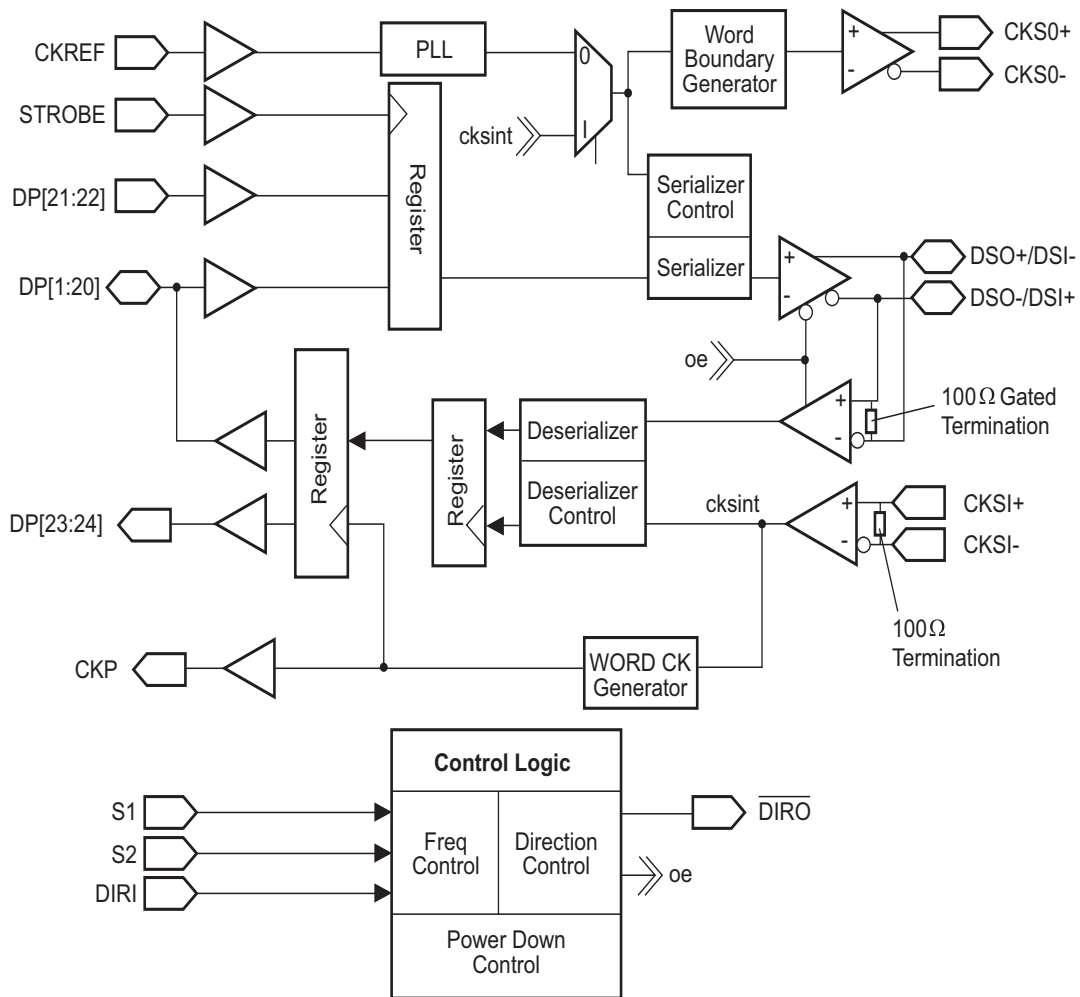 CKREF
PLL
0
Word
Boundary
Generator
+
-
CKS0+
CKS0-
STROBE
cksint
I
Register
DP[21:22]
Serializer
Control
Serializer
DP[1:20]
+
-
DSO+/DSI-
DSO-/DSI+
oe
Register
Register
Deserializer
Deserializer
Control
+
-
100Ω Gated
Termination
DP[23:24]
cksint
+
-
CKSI+
CKSI-
100Ω
Termination
CKP
WORD CK
Generator
Control Logic
S1
S2
DIRI
Freq
Control
Direction
Control
DIRO
oe
Power Down
Control